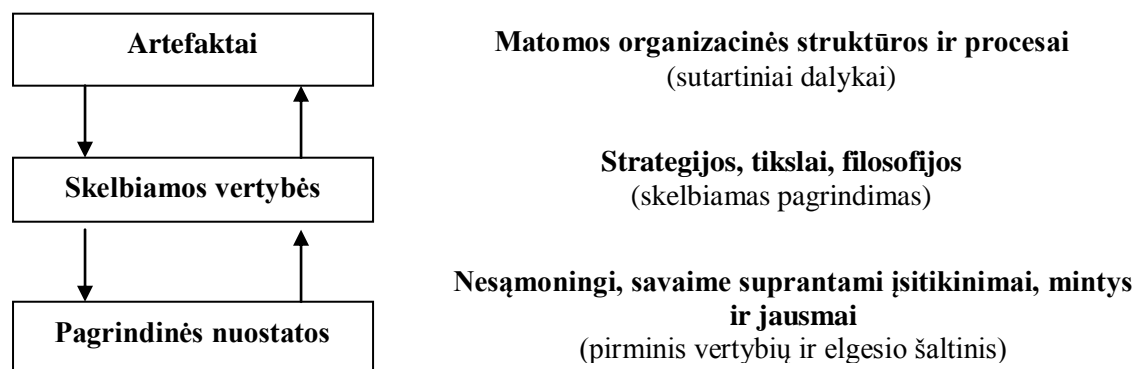 Artefaktai
Matomos organizacinės struktūros ir procesai
(sutartiniai dalykai)
Skelbiamos vertybės
Strategijos, tikslai, filosofijos
(skelbiamas pagrindimas)
Pagrindinės nuostatos
Nesąmoningi, savaime suprantami įsitikinimai, mintys
ir jausmai
(pirminis vertybių ir elgesio šaltinis)